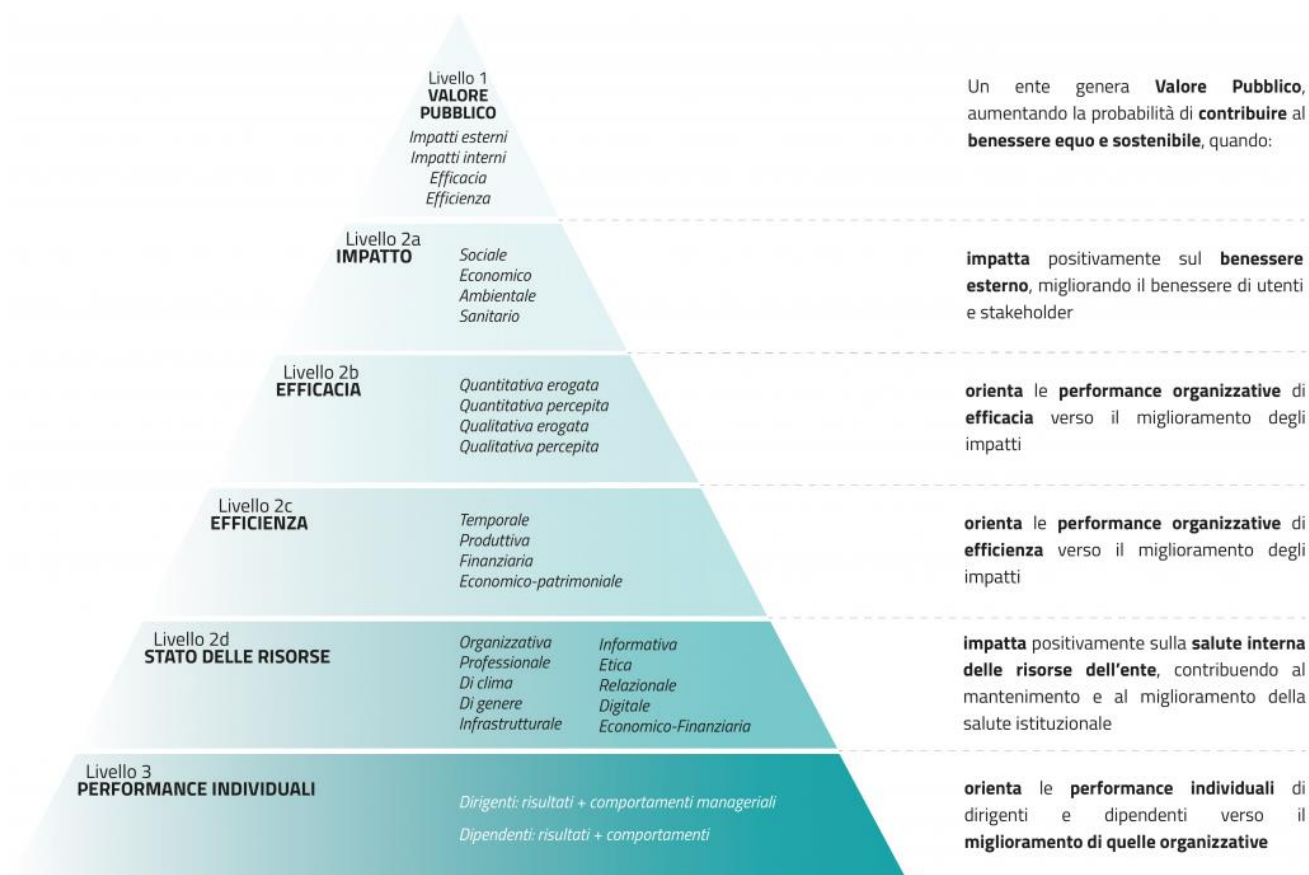 Livello 1
VALORE
PUBBLICO
Impatti esterni
Impatti interni
Efficacia
Efficienza
Un ente genera Valore Pubblico,
aumentando la probabilità di contribuire al
benessere equo e sostenibile, quando:
Livello 2a
IMPATTO
Sociale
Economico
Ambientale
Sanitario
impatta positivamente sul benessere
esterno, migliorando il benessere di utenti
e stakeholder
Livello 2b
EFFICACIA
Quantitativa erogata
Quantitativa percepita
Qualitativa erogata
Qualitativa percepita
orienta le performance organizzative di
efficacia verso il miglioramento degli
impatti
Livello 2c
EFFICIENZA
Temporale
Produttiva
Finanziaria
Economico-patrimoniale
orienta le performance organizzative di
efficienza verso il miglioramento degli
impatti
Livello 2d
STATO DELLE RISORSE
Organizzativa
Professionale
Di clima
Di genere
Infrastrutturale
Informativa
Etica
Relazionale
Digitale
Economico-Finanziaria
impatta positivamente sulla salute interna
delle risorse dell'ente, contribuendo al
mantenimento e al miglioramento della
salute istituzionale
Livello 3
PERFORMANCE INDIVIDUALI
Dirigenti: risultati + comportamenti manageriali
Dipendenti: risultati + comportamenti
orienta le performance individuali di
dirigenti e dipendenti verso il
miglioramento di quelle organizzative